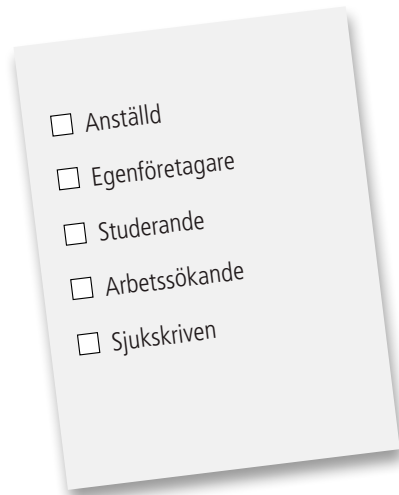 Anställd
Egenföretagare
Studerande
Arbetssökande
Sjukskriven